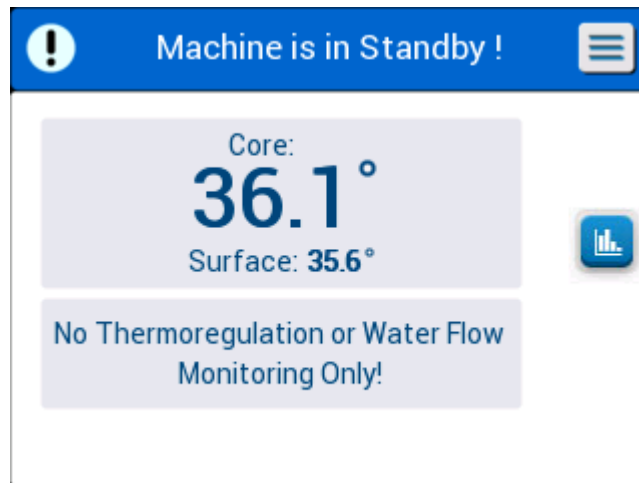 Machine is in Standby !
Core:
36.1°
Surface: 35.6°
No Thermoregulation or Water Flow
Monitoring Only!